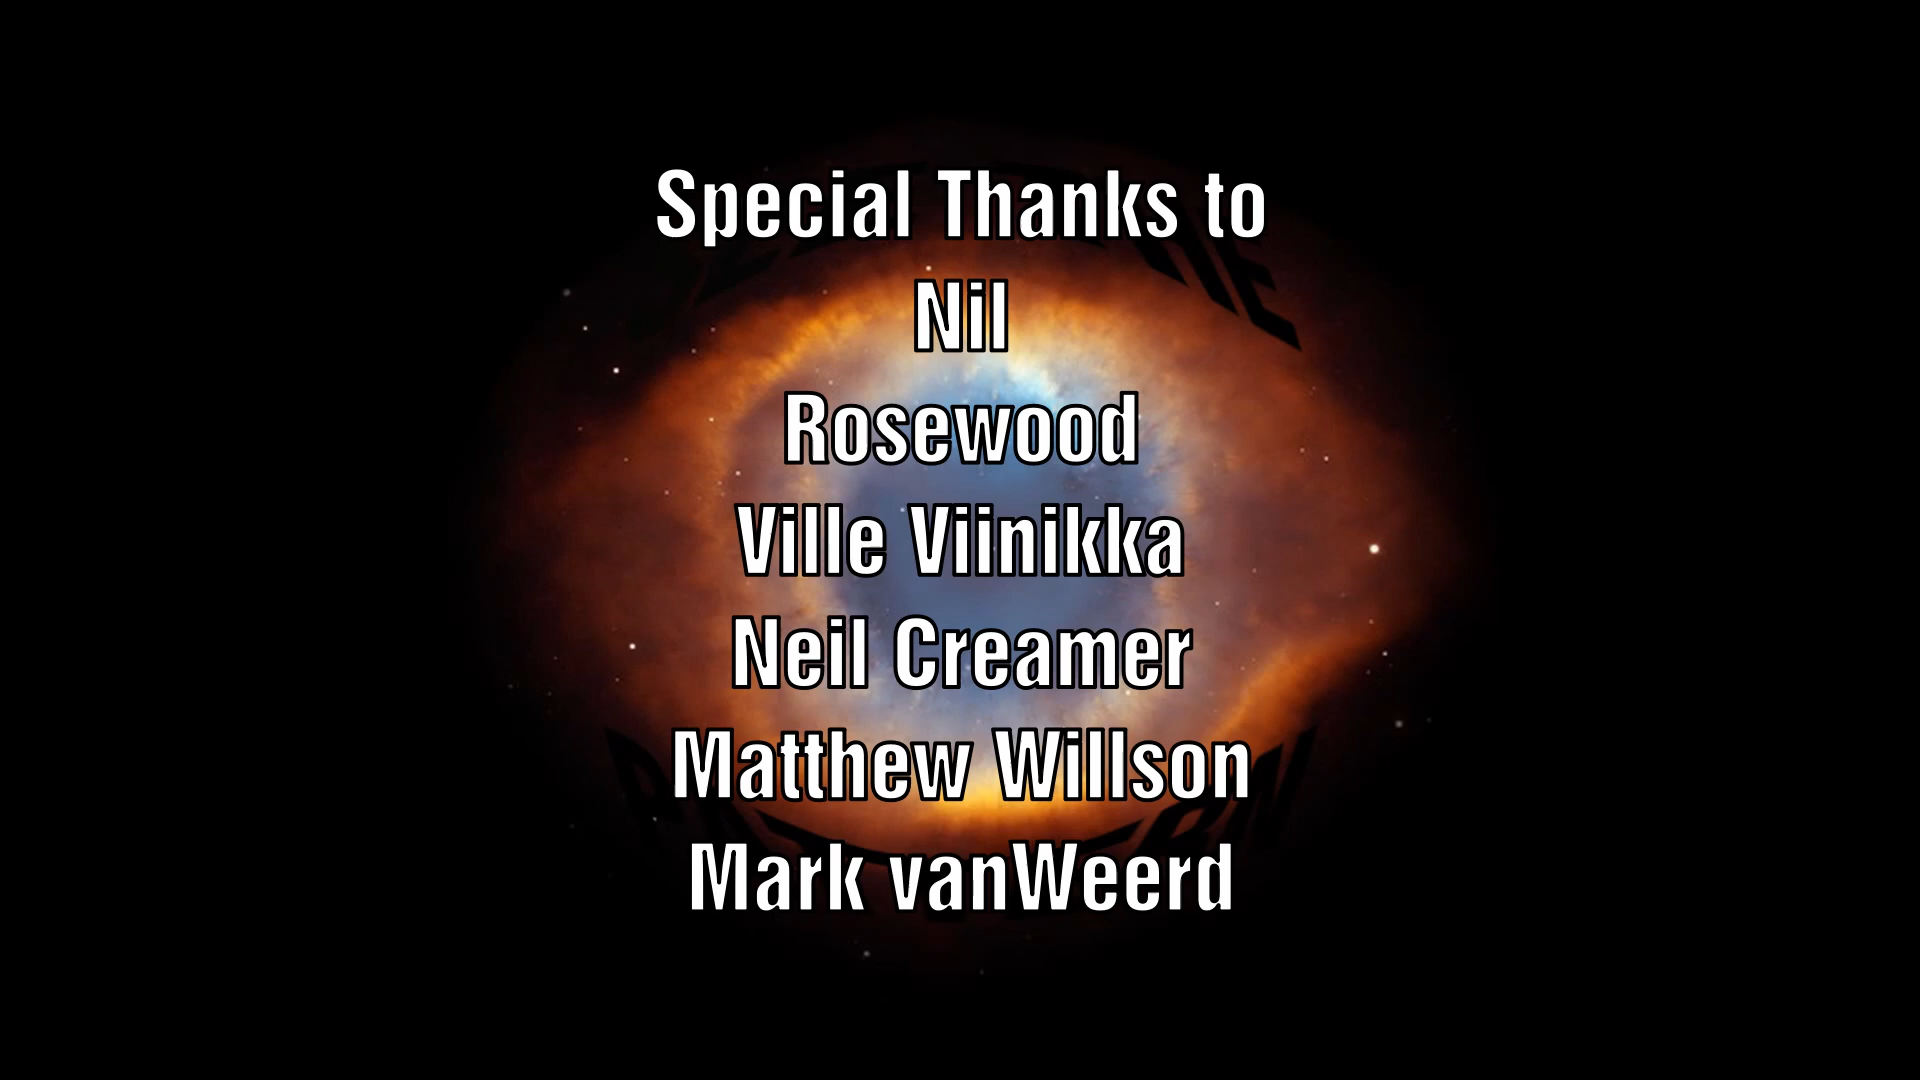 Special Thanks to
Nil
Rosewood
Ville Viinikka
Neil Creamer
Matthew Willson
Mark vanWeerd